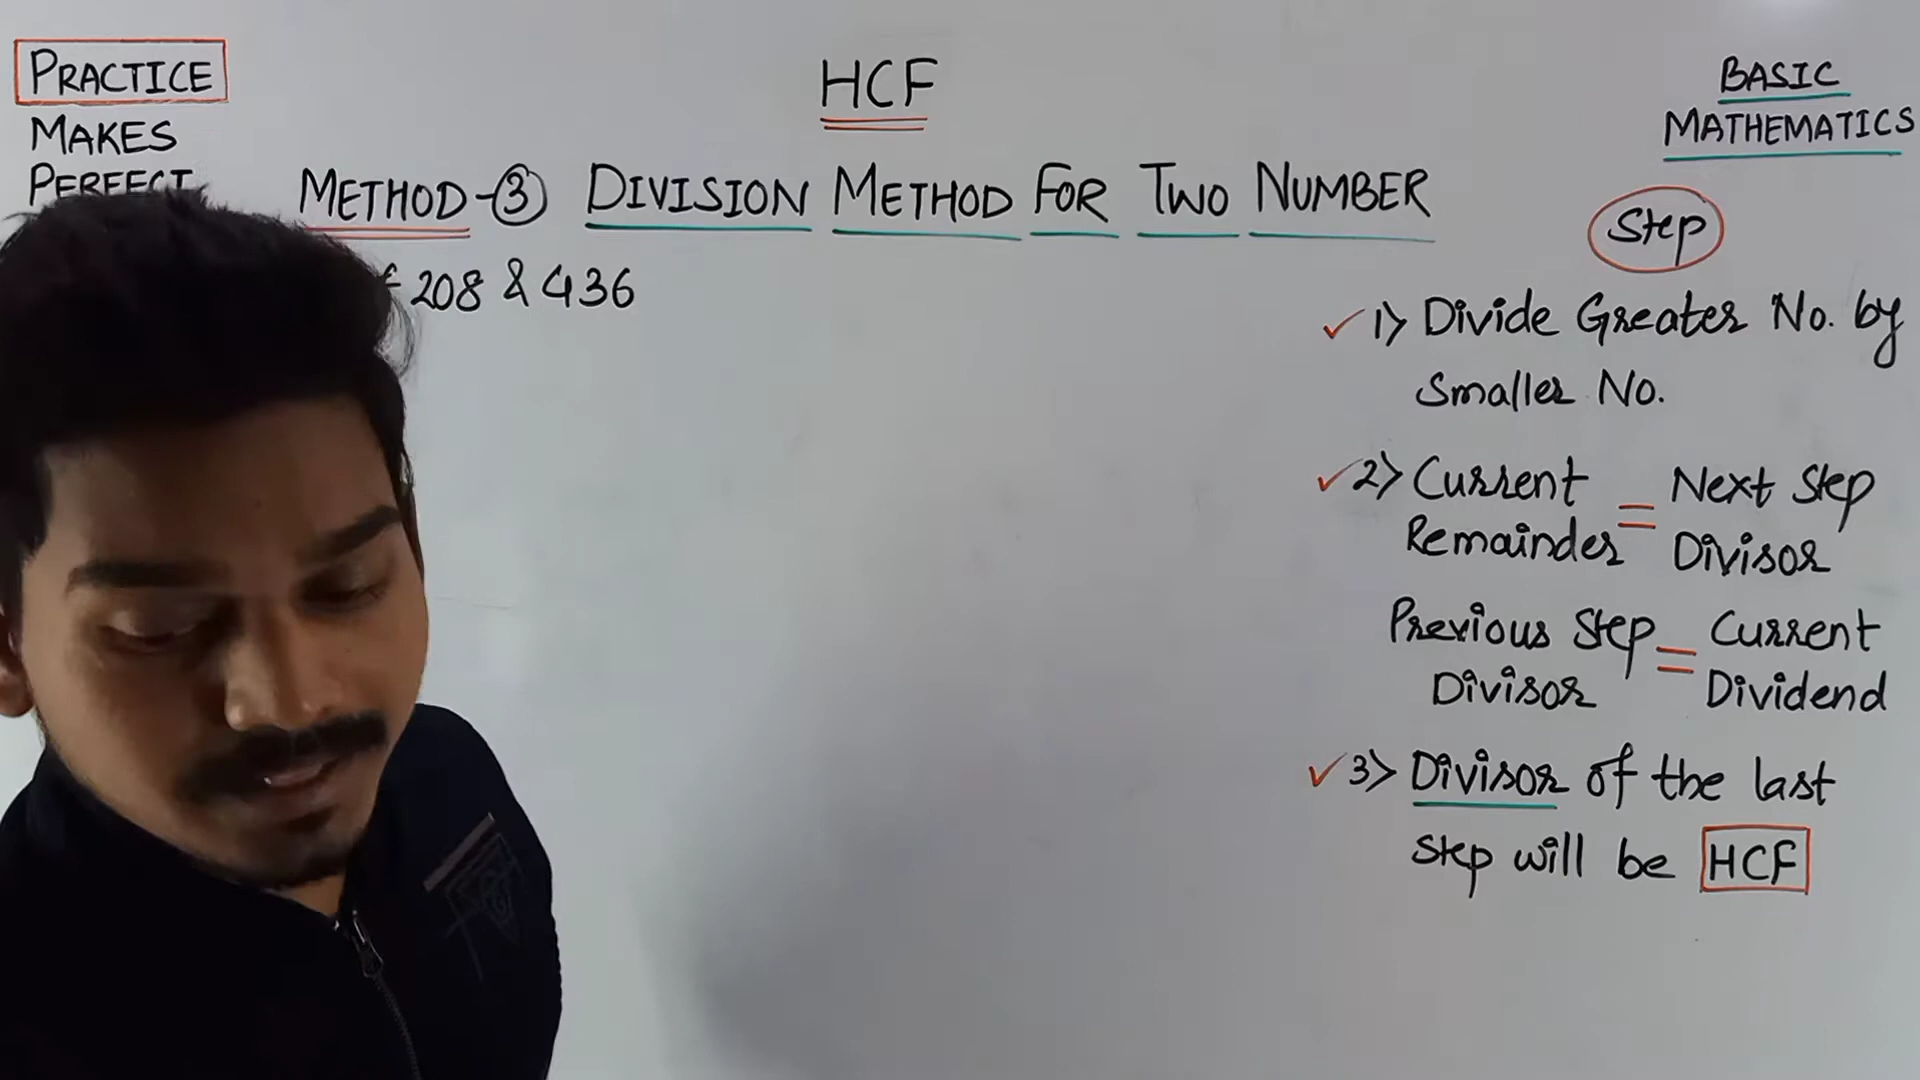 PRACTICE
MAKES
PERFECT
HCF
BASIC
MATHEMATICS
METHOD-③ DIVISION METHOD FOR TWO NUMBER
208 & 436
Step
✓ 1> Divide Greater No. by
Smaller No.
✓ 2> Current Remainder = Next Step Divisor
Previous Step Divisor = Current Dividend
✓ 3> Divisor of the last
Step will be HCF